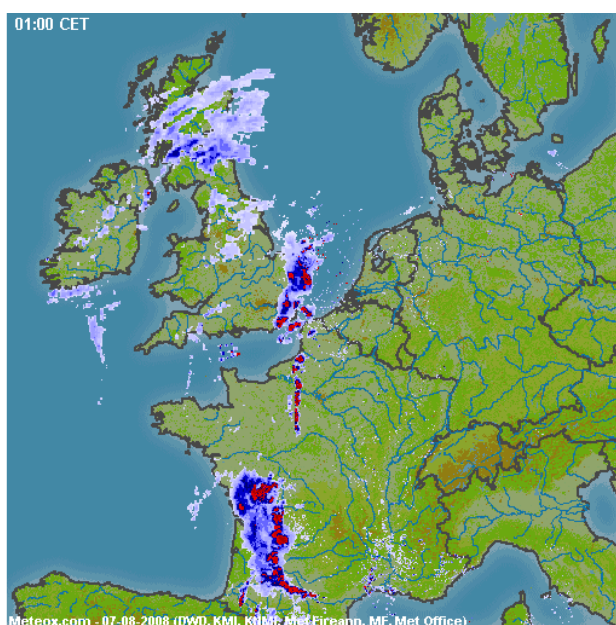 01:00 CET
Meteox.com - 07-08-2008 (DWD, KMI, KNMI, Met Eireann, MF, Met Office)